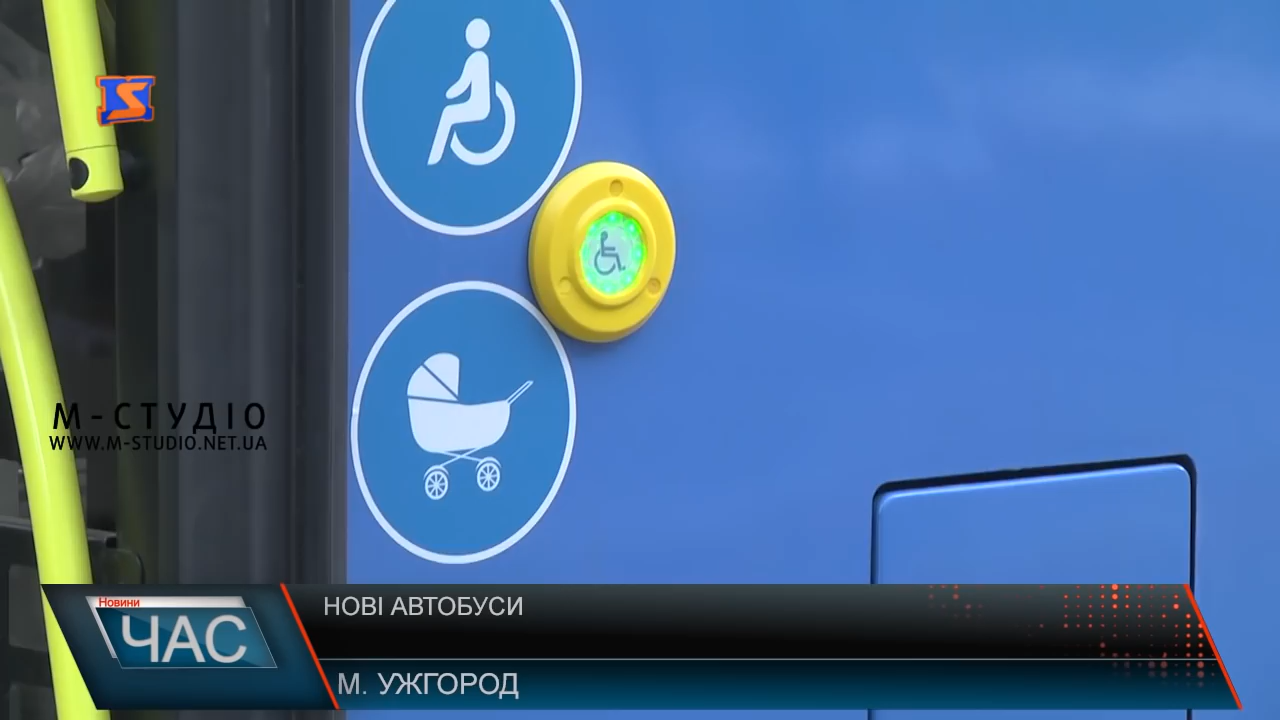 М-СТУДІО
WWW.M-STUDIO.NET.UA
Новини
ЧАС
НОВІ АВТОБУСИ
М. УЖГОРОД